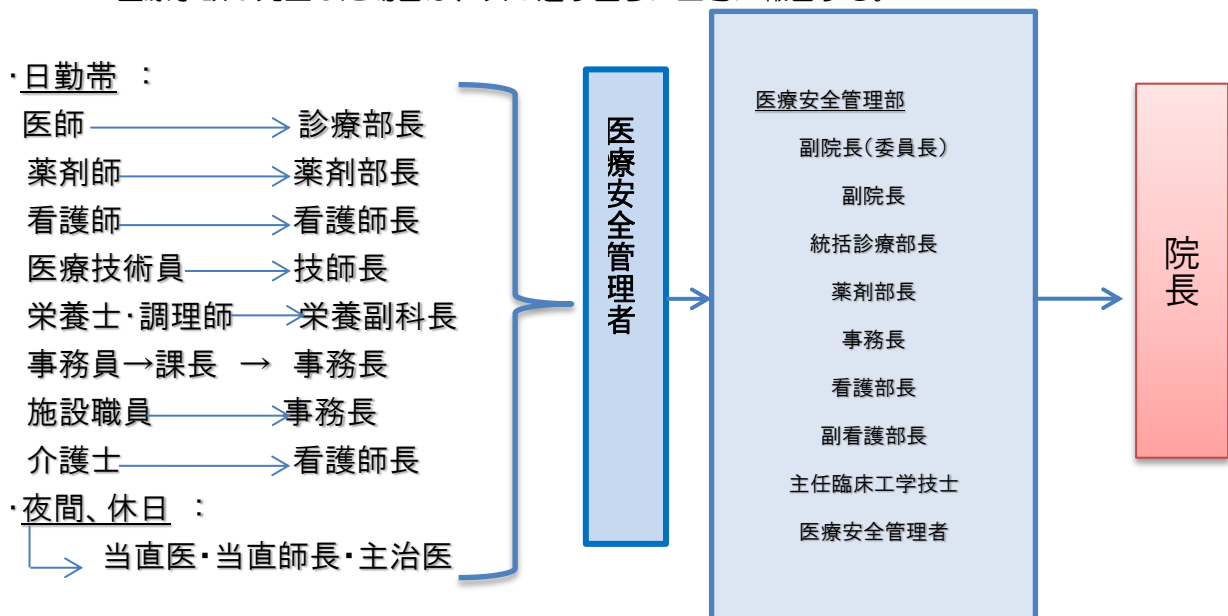 ・日勤帯 ：
医師 → 診療部長
薬剤師 → 薬剤部長
看護師 → 看護師長
医療技術員 → 技師長
栄養士・調理師 → 栄養副科長
事務員→課長 → 事務長
施設職員 → 事務長
介護士 → 看護師長
・夜間、休日 ：
当直医・当直師長・主治医
医療安全管理者
医療安全管理部
副院長（委員長）
副院長
統括診療部長
薬剤部長
事務長
看護部長
副看護部長
主任臨床工学技士
医療安全管理者
院長